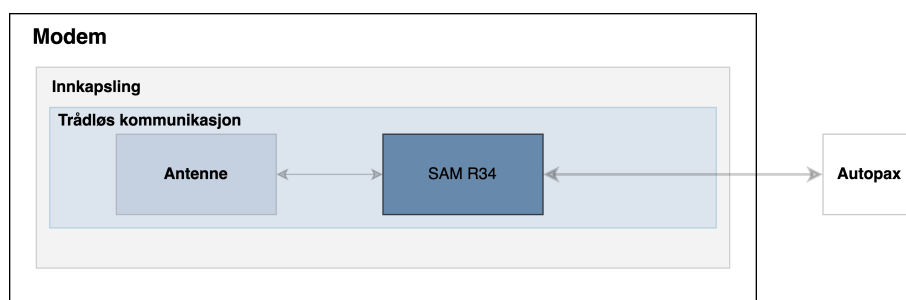 Modem
Innkapsling
Trådløs kommunikasjon
Antenne
SAM R34
Autopax